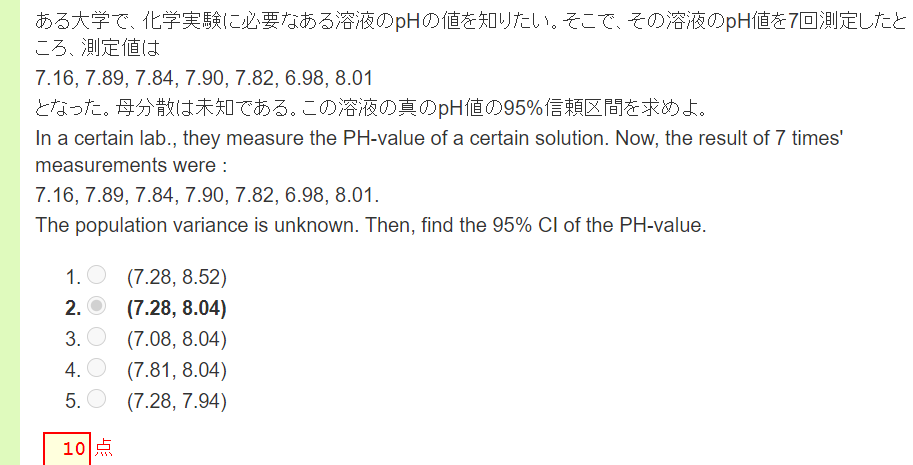 ある大学で、化学実験に必要なある溶液のpHの値を知りたい。そこで、その溶液のpH値を7回測定したと
ころ、測定値は
7.16, 7.89, 7.84, 7.90, 7.82, 6.98, 8.01
となった。母分散は未知である。この溶液の真のpH値の95%信頼区間を求めよ。
In a certain lab., they measure the PH-value of a certain solution. Now, the result of 7 times'
measurements were :
7.16, 7.89, 7.84, 7.90, 7.82, 6.98, 8.01.
The population variance is unknown. Then, find the 95% CI of the PH-value.
1. (7.28, 8.52)
2. (7.28, 8.04)
3. (7.08, 8.04)
4. (7.81, 8.04)
5. (7.28, 7.94)
10 点